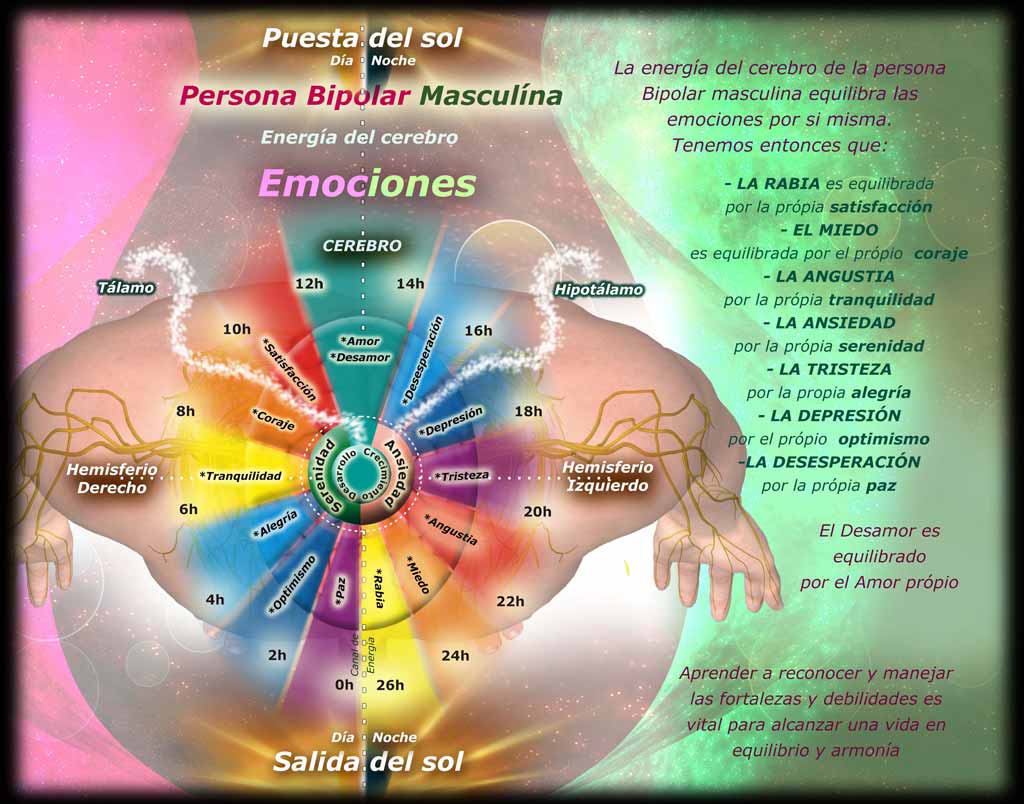 Puesta del sol
Día Noche
Persona Bipolar Masculína
Energía del cerebro
Emociones
CEREBRO
12h
14h
Tálamo
Hipotálamo
10h
16h
*Amor
*Desamor
*Satisfacción
*Desesperación
8h
*Coraje
*Depresión
18h
Hemisferio
Derecho
*Tranquilidad
Serenidad
Desarrollo
Crecimiento
Ansiedad
*Tristeza
Hemisferio
Izquierdo
6h
20h
*Alegría
*Angustia
*Optimismo
*Paz
*Rabia
*Miedo
4h
22h
2h
24h
Canal de
Energia
0h
26h
Día Noche
Salida del sol
La energía del cerebro de la persona
Bipolar masculina equilibra las
emociones por si misma.
Tenemos entonces que:
- LA RABIA es equilibrada
por la própia satisfacción
- EL MIEDO
es equilibrada por el própio coraje
- LA ANGUSTIA
por la própia tranquilidad
- LA ANSIEDAD
por la própia serenidad
- LA TRISTEZA
por la propia alegría
- LA DEPRESIÓN
por el própio optimismo
-LA DESESPERACIÓN
por la própia paz
El Desamor es
equilibrado
por el Amor própio
Aprender a reconocer y manejar
las fortalezas y debilidades es
vital para alcanzar una vida en
equilibrio y armonía